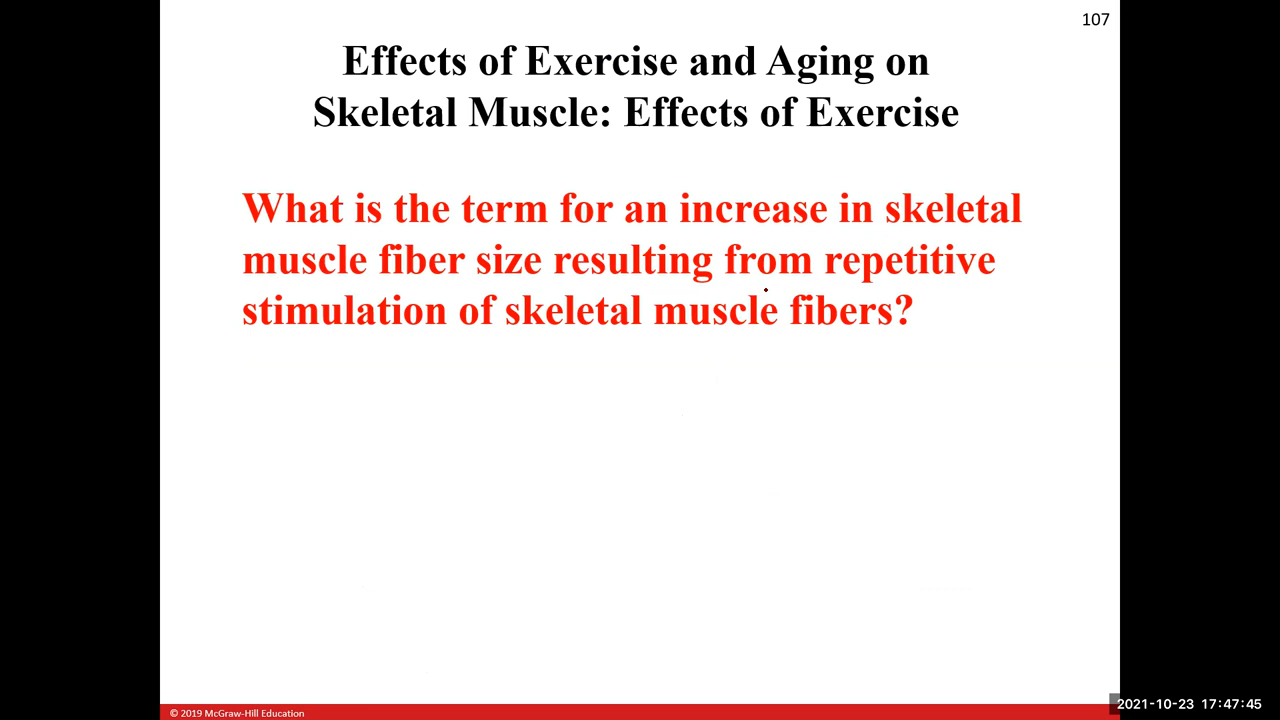 107
Effects of Exercise and Aging on
Skeletal Muscle: Effects of Exercise
What is the term for an increase in skeletal
muscle fiber size resulting from repetitive
stimulation of skeletal muscle fibers?
© 2019 McGraw-Hill Education
2021-10-23 17:47:45